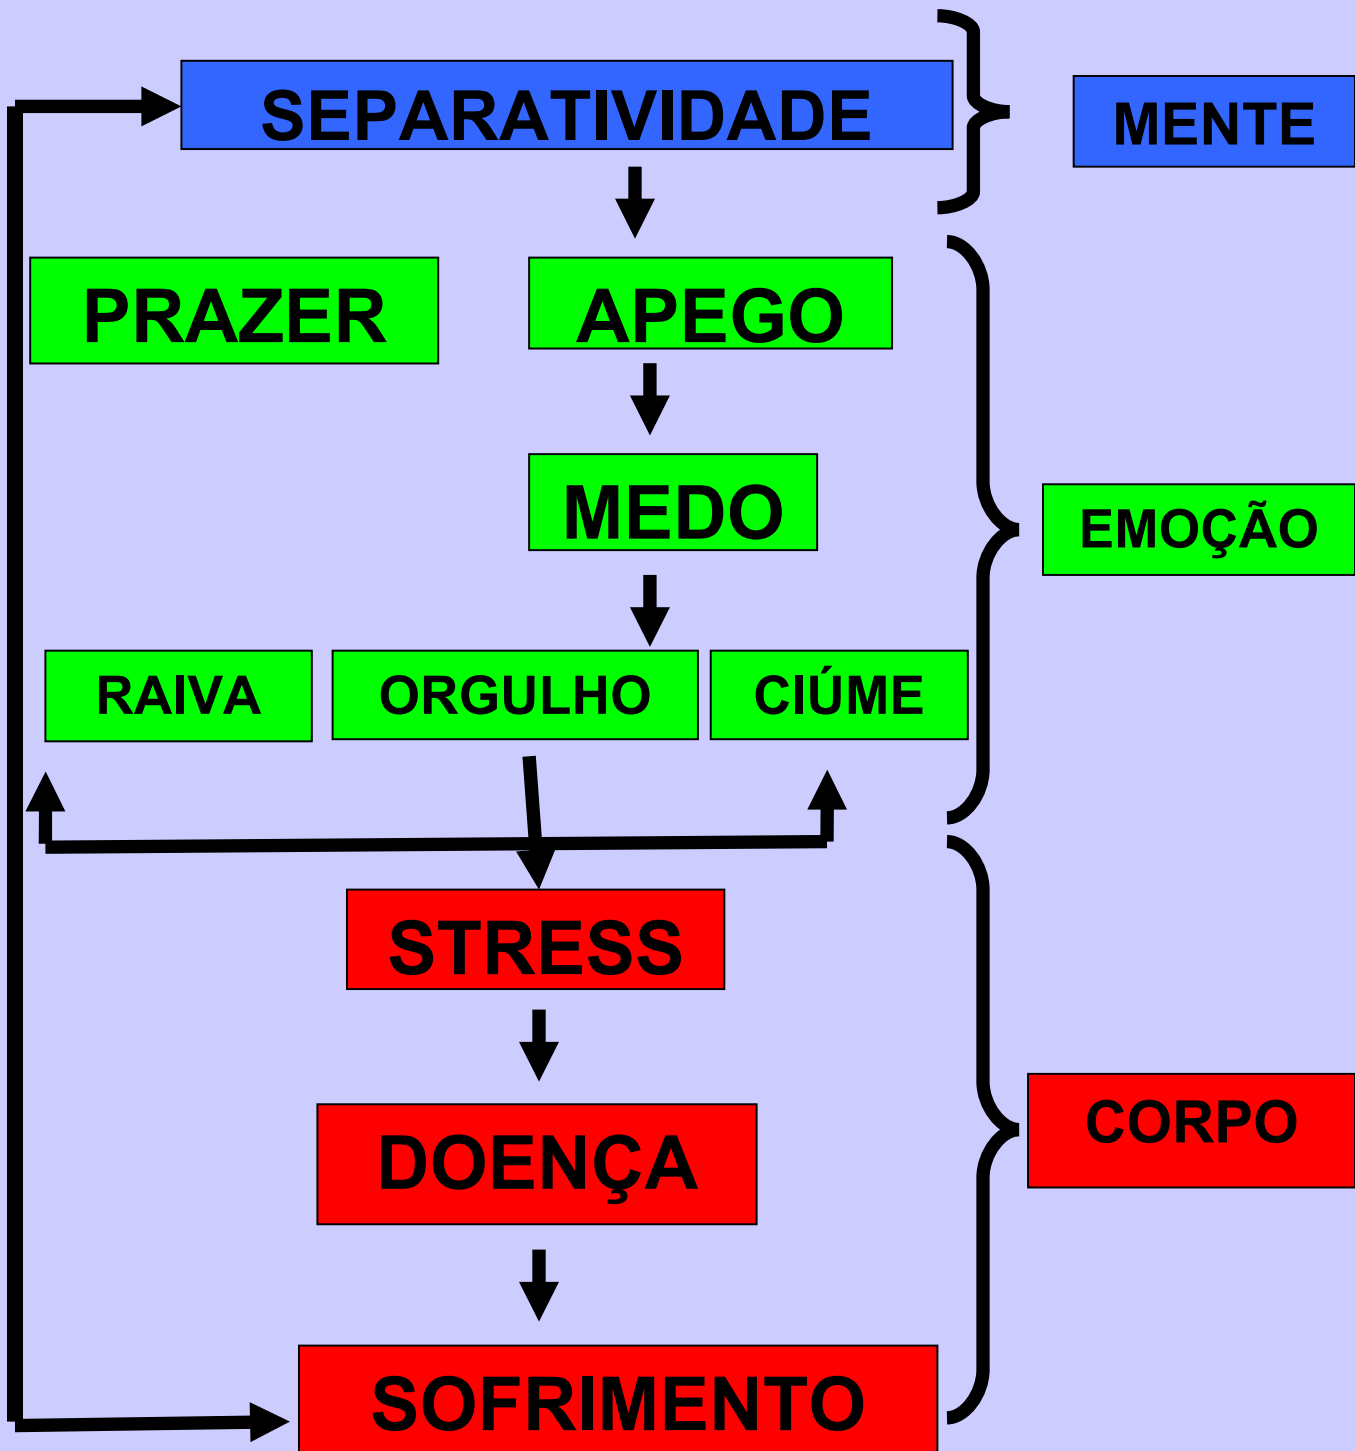 SEPARATIVIDADE
MENTE
PRAZER
APEGO
MEDO
EMOÇÃO
RAIVA
ORGULHO
CIÚME
STRESS
DOENÇA
CORPO
SOFRIMENTO